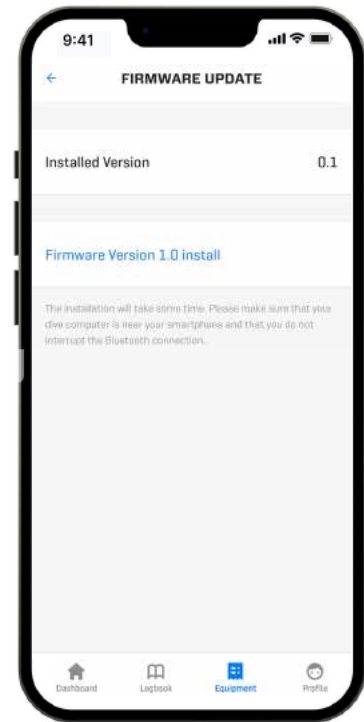 9:41
FIRMWARE UPDATE
Installed Version 0.1
Firmware Version 1.0 install
The installation will take some time. Please make sure that your
dive computer is near your smartphone and that you do not
interrupt the Bluetooth connection.
Dashboard Logbook Equipment Profile